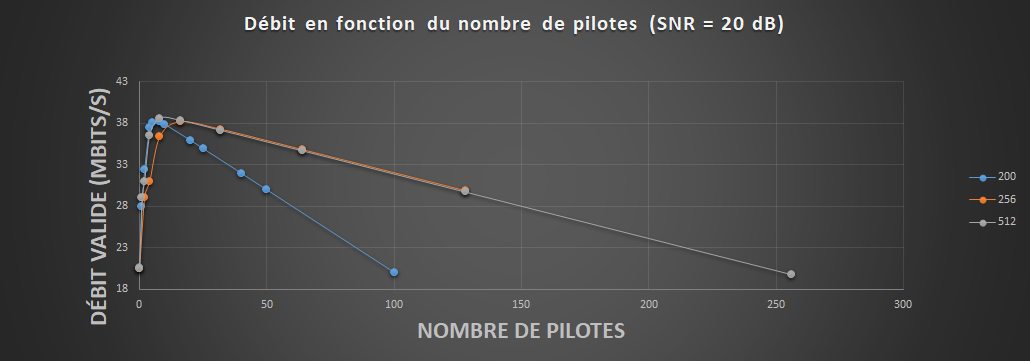 Débit en fonction du nombre de pilotes (SNR = 20 dB)
DÉBIT VALIDE (MBITS/S)
43
38
33
28
23
18
0 50 100 150 200 250 300
NOMBRE DE PILOTES
200
256
512